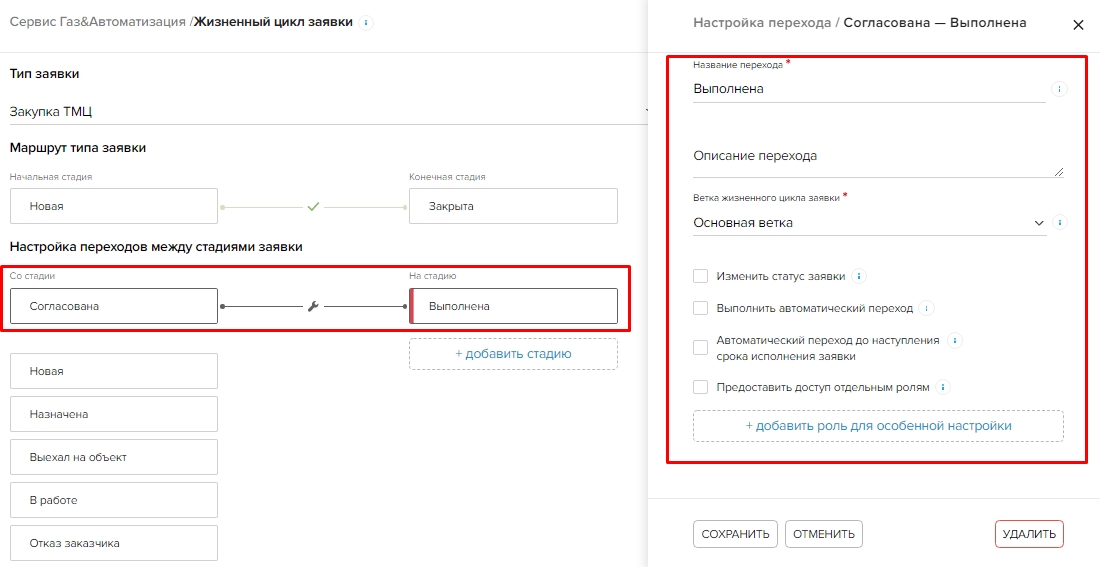 Сервис Газ&Автоматизация /Жизненный цикл заявки
Тип заявки
Закупка ТМЦ
Маршрут типа заявки
Начальная стадия
Конечная стадия
Новая
Закрыта
Настройка переходов между стадиями заявки
Со стадии
На стадию
Согласована
Выполнена
+ добавить стадию
Новая
Назначена
Выехал на объект
В работе
Отказ заказчика
Настройка перехода / Согласована — Выполнена
Название перехода *
Выполнена
Описание перехода
Ветка жизненного цикла заявки *
Основная ветка
Изменить статус заявки
Выполнить автоматический переход
Автоматический переход до наступления
срока исполнения заявки
Предоставить доступ отдельным ролям
+ добавить роль для особенной настройки
СОХРАНИТЬ
ОТМЕНИТЬ
УДАЛИТЬ